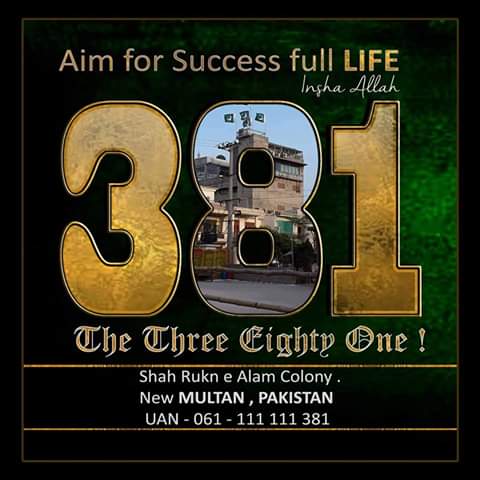 Aim for Success full LIFE
Insha Allah
381
The Three Eighty One !
Shah Rukn e Alam Colony .
New MULTAN , PAKISTAN
UAN - 061 - 111 111 381